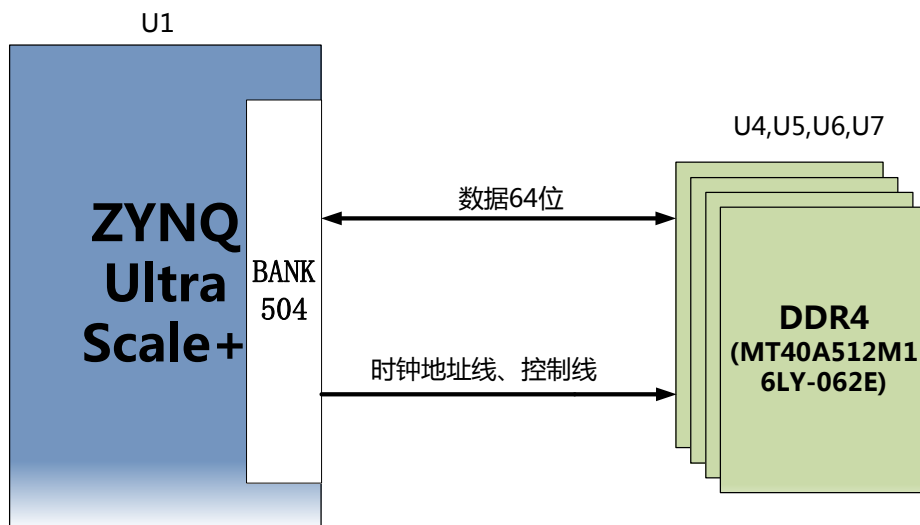 U1
U4,U5,U6,U7
数据64位
ZYNQ
Ultra
Scale+
BANK
504
DDR4
(MT40A512M1
6LY-062E)
时钟地址线、控制线